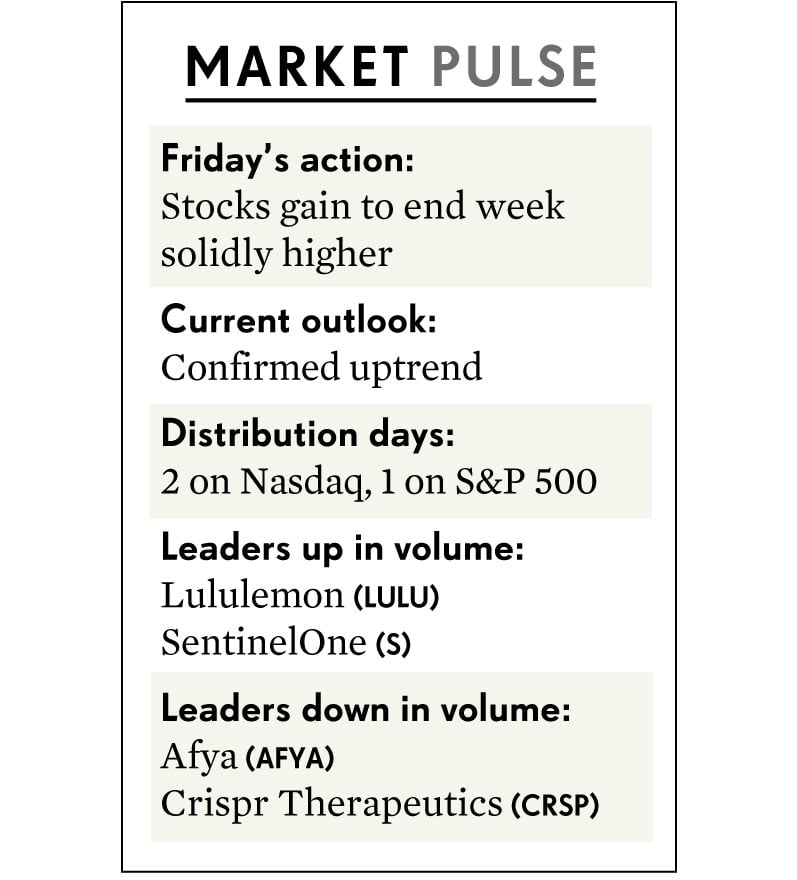 MARKET PULSE
Friday's action:
Stocks gain to end week
solidly higher
Current outlook:
Confirmed uptrend
Distribution days:
2 on Nasdaq, 1 on S&P 500
Leaders up in volume:
Lululemon (LULU)
SentinelOne (S)
Leaders down in volume:
Afya (AFYA)
Crispr Therapeutics (CRSP)